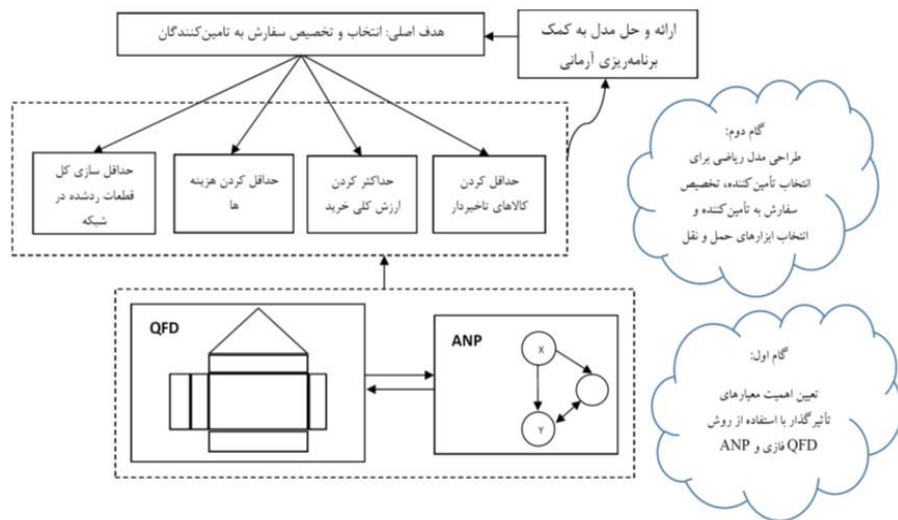 ارائه و حل مدل به کمک
برنامه‌ریزی آرمانی
هدف اصلی: انتخاب و تخصیص سفارش به تامین‌کنندگان
گام دوم:
طراحی مدل ریاضی برای
انتخاب تأمین‌کننده، تخصیص
سفارش به تأمین‌کننده و
انتخاب ابزارهای حمل و نقل
حداقل کردن
کالاهای تاخیردار
حداکثر کردن
ارزش کلی خرید
حداقل کردن هزینه
ها
حداقل سازی کل
قطعات ردشده در
شبکه
گام اول:
تعیین اهمیت معیارهای
تأثیرگذار با استفاده از روش
QFD فازی و ANP
QFD
ANP
X
Y